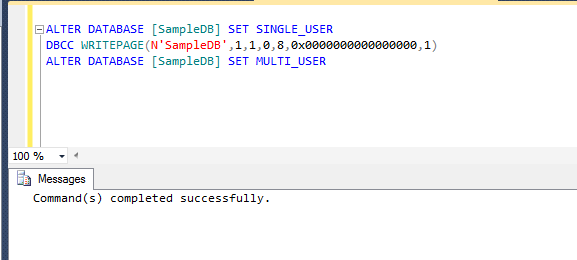 ALTER DATABASE [SampleDB] SET SINGLE_USER
DBCC WRITEPAGE(N'SampleDB',1,1,0,8,0x0000000000000000,1)
ALTER DATABASE [SampleDB] SET MULTI_USER
100 %
Messages
Command(s) completed successfully.